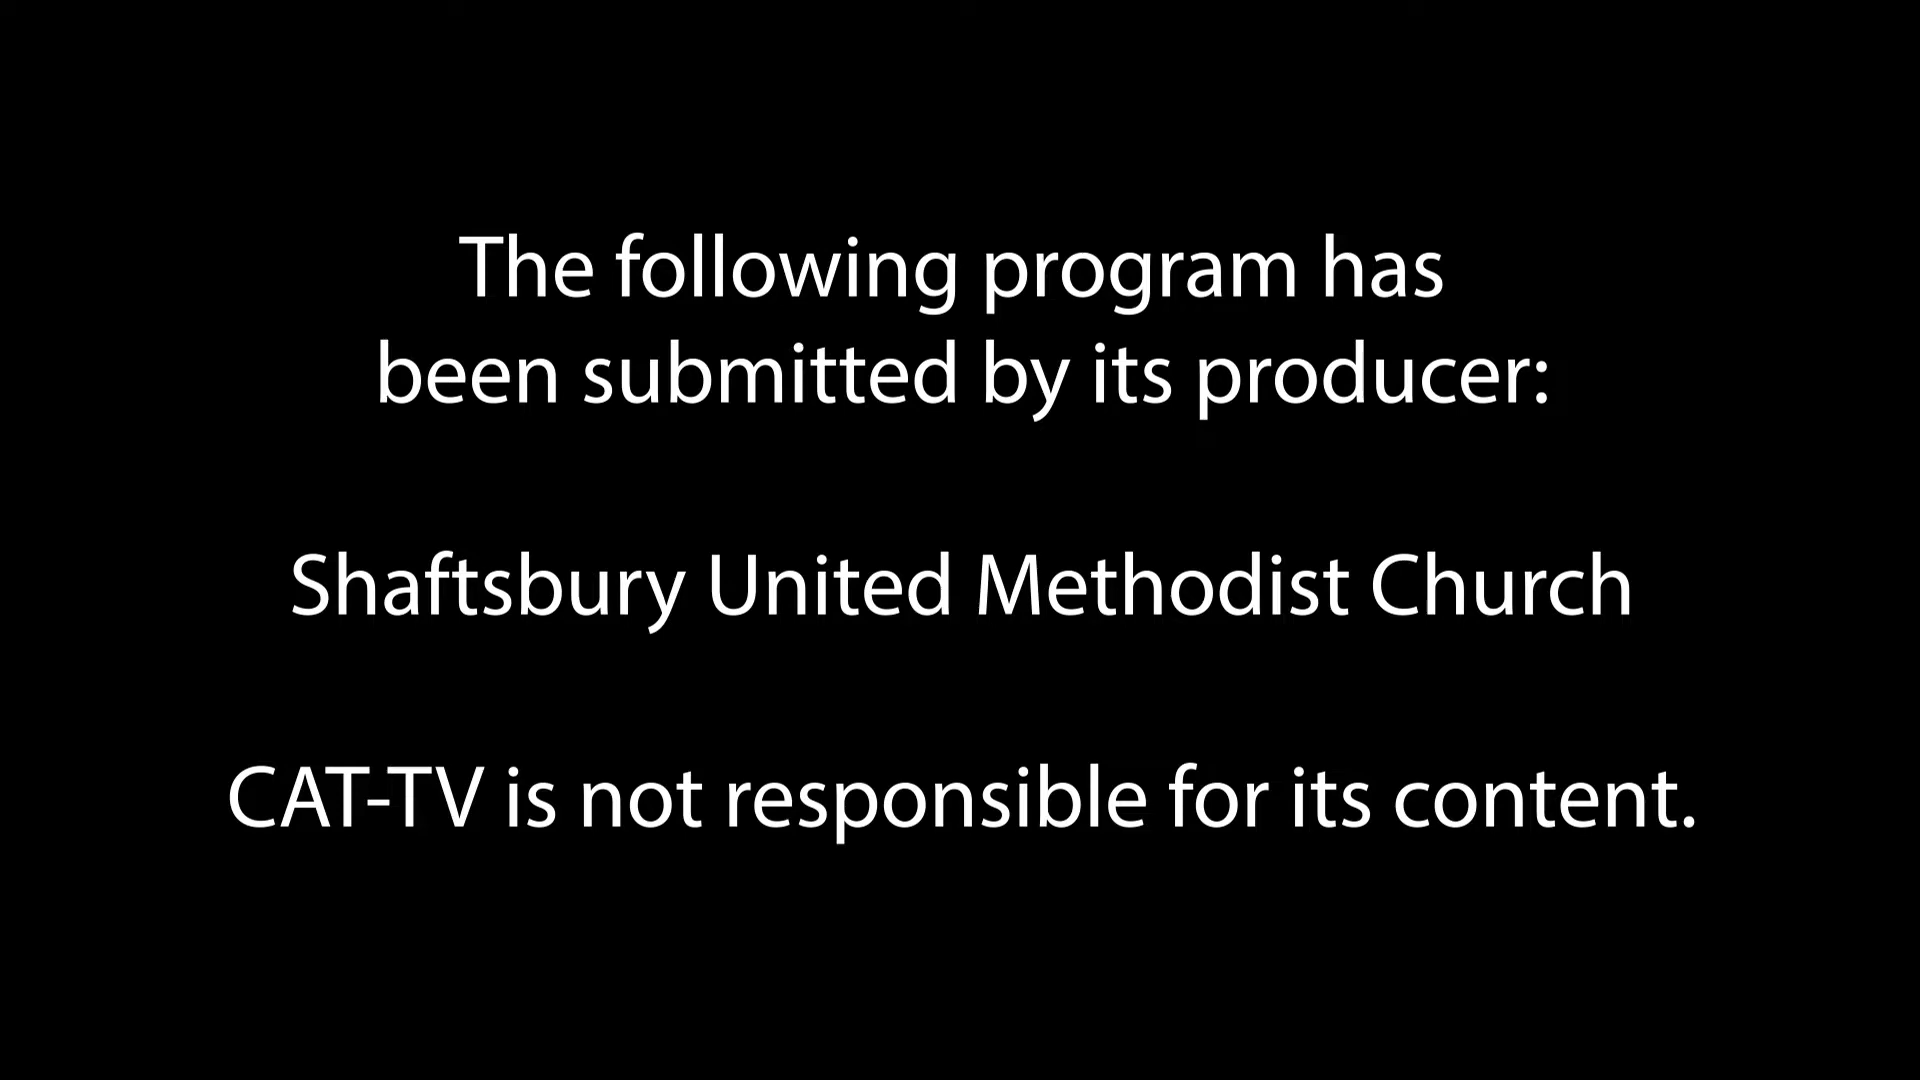 The following program has
been submitted by its producer:
Shaftsbury United Methodist Church
CAT-TV is not responsible for its content.